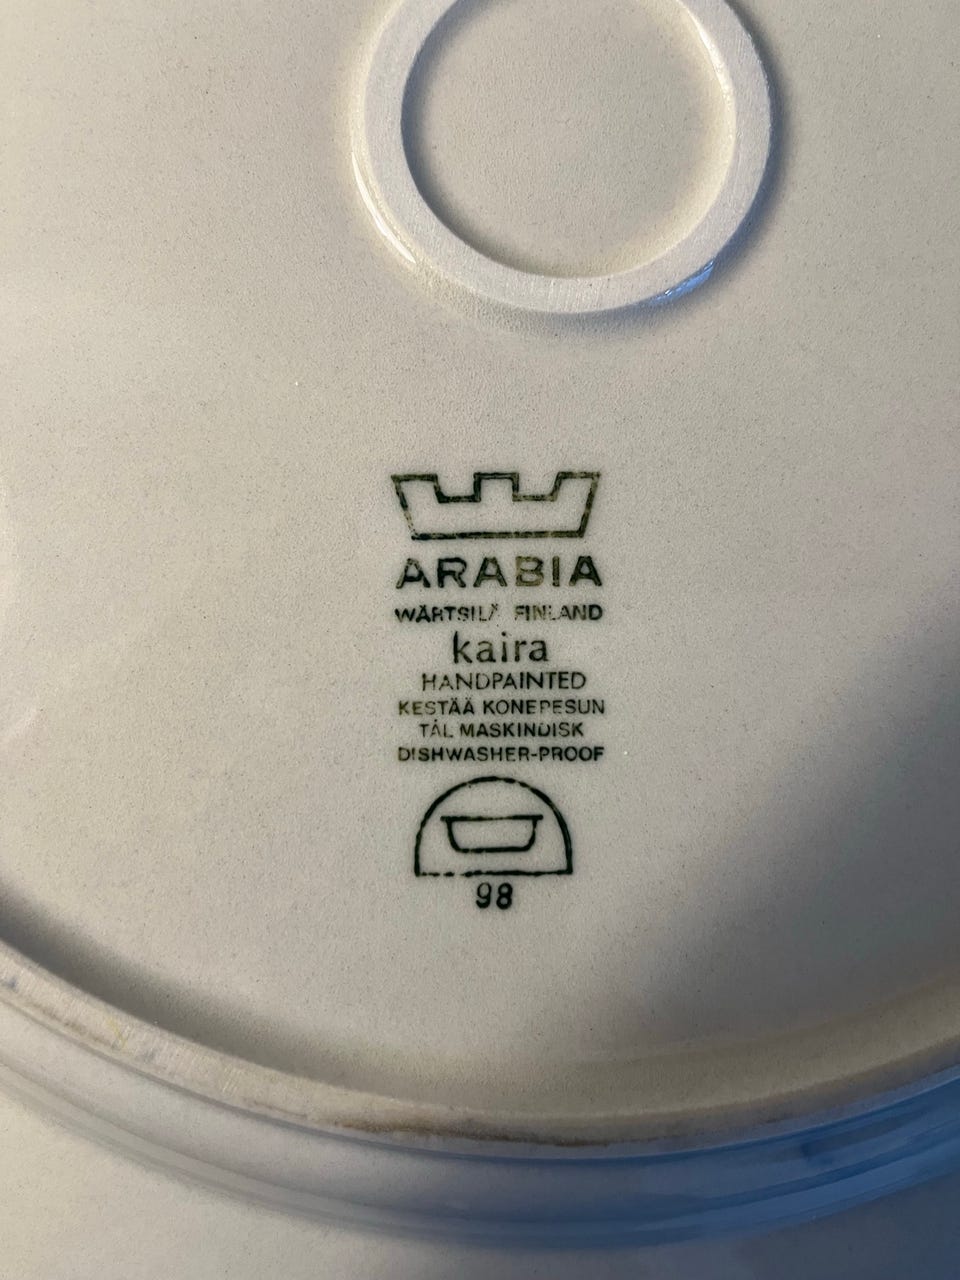 ARABIA
WÄRTSILÄ FINLAND
kaira
HANDPAINTED
KESTÄÄ KONEPESUN
TÅL MASKINDISK
DISHWASHER-PROOF
98